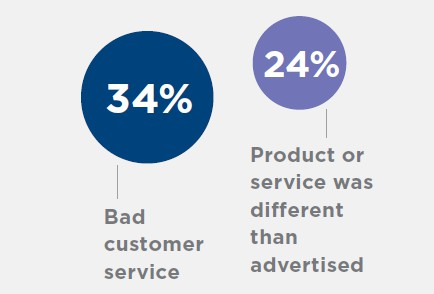 34%
Bad
customer
service
24%
Product or
service was
different
than
advertised